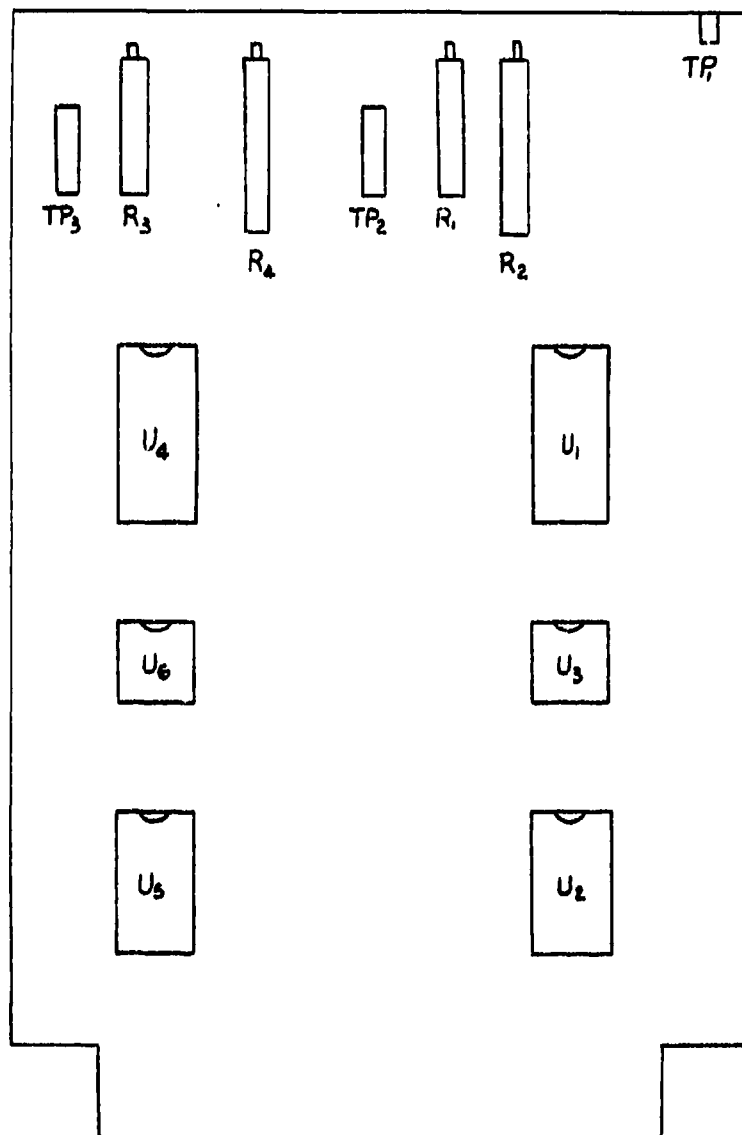 TP₁
TP₃ R₃ TP₂ R₁
R₄ R₂
U₄ U₁
U₆ U₃
U₅ U₂